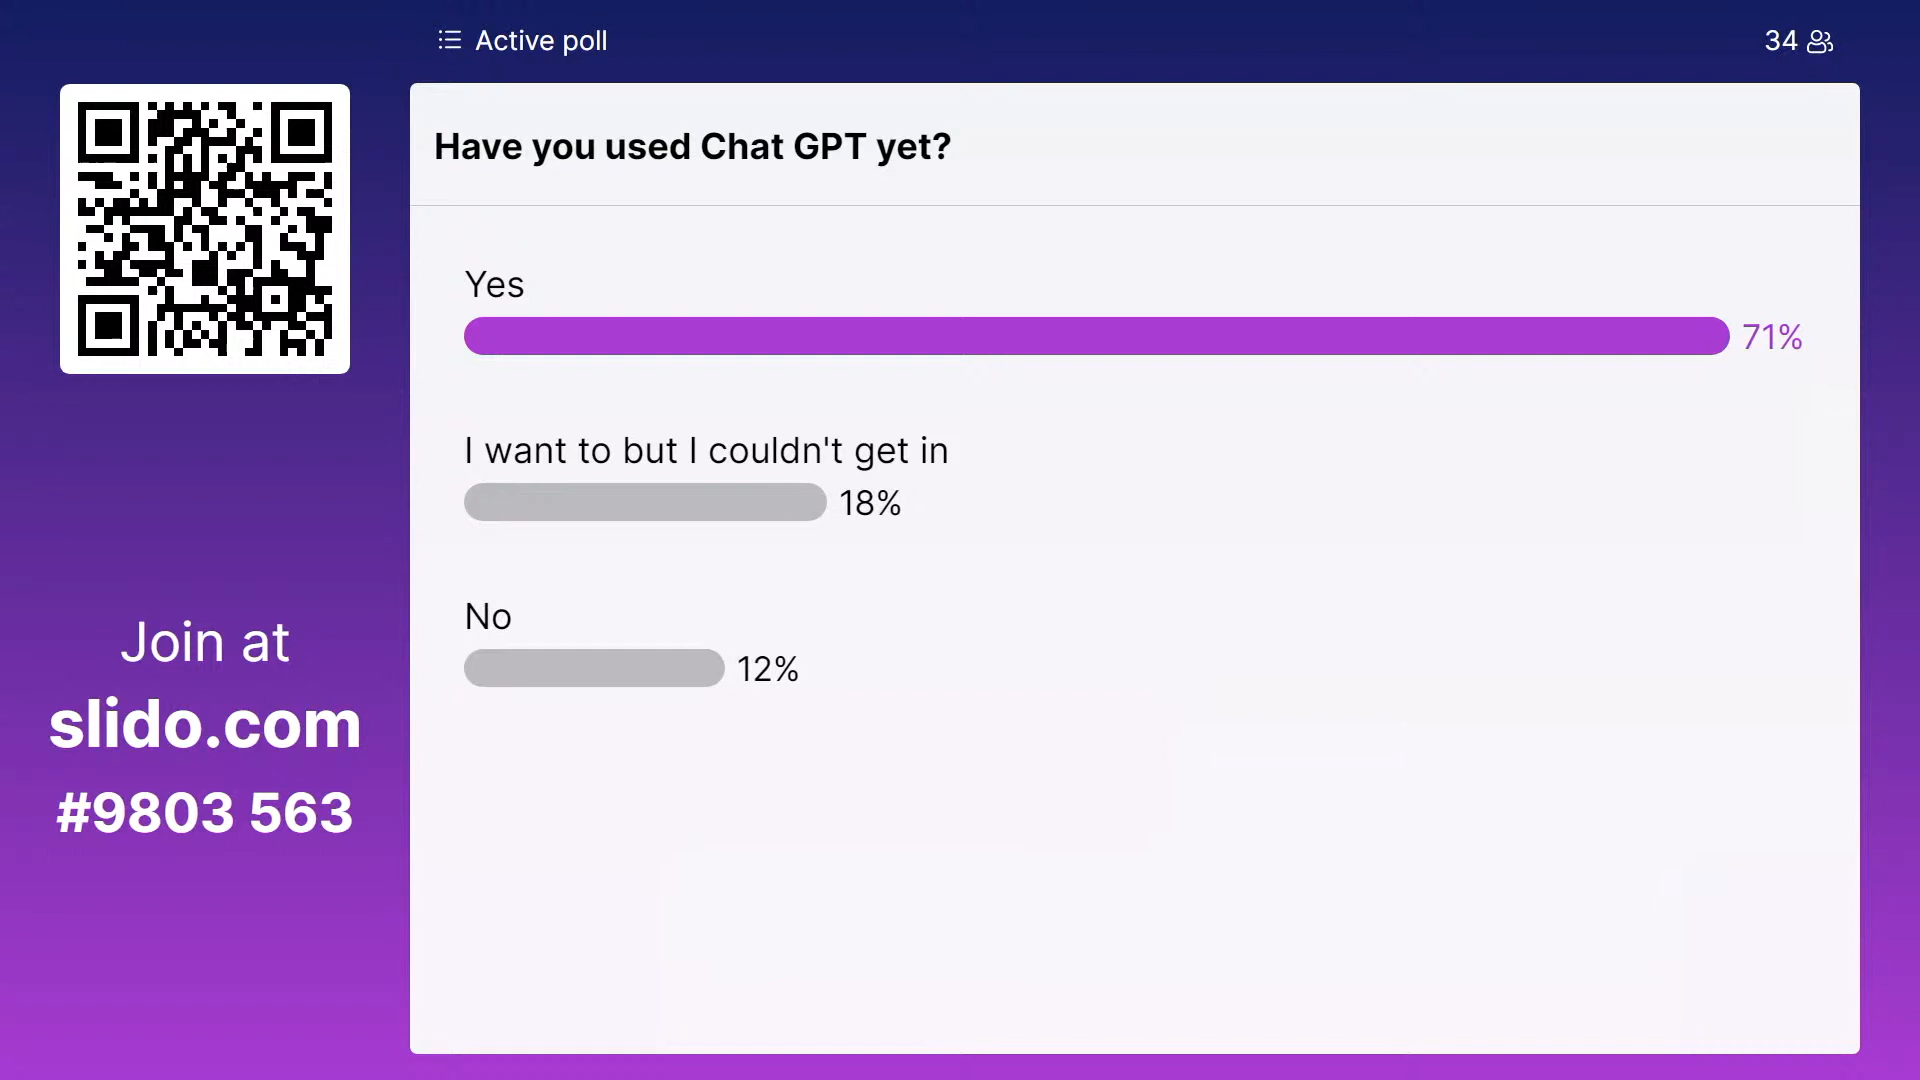 Active poll
34
Have you used Chat GPT yet?
Yes
71%
I want to but I couldn't get in
18%
No
12%
Join at
slido.com
#9803 563